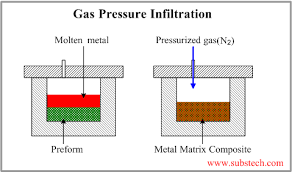 Gas Pressure Infiltration
Molten metal
Pressurized gas(N₂)
Preform
Metal Matrix Composite
www.substech.com